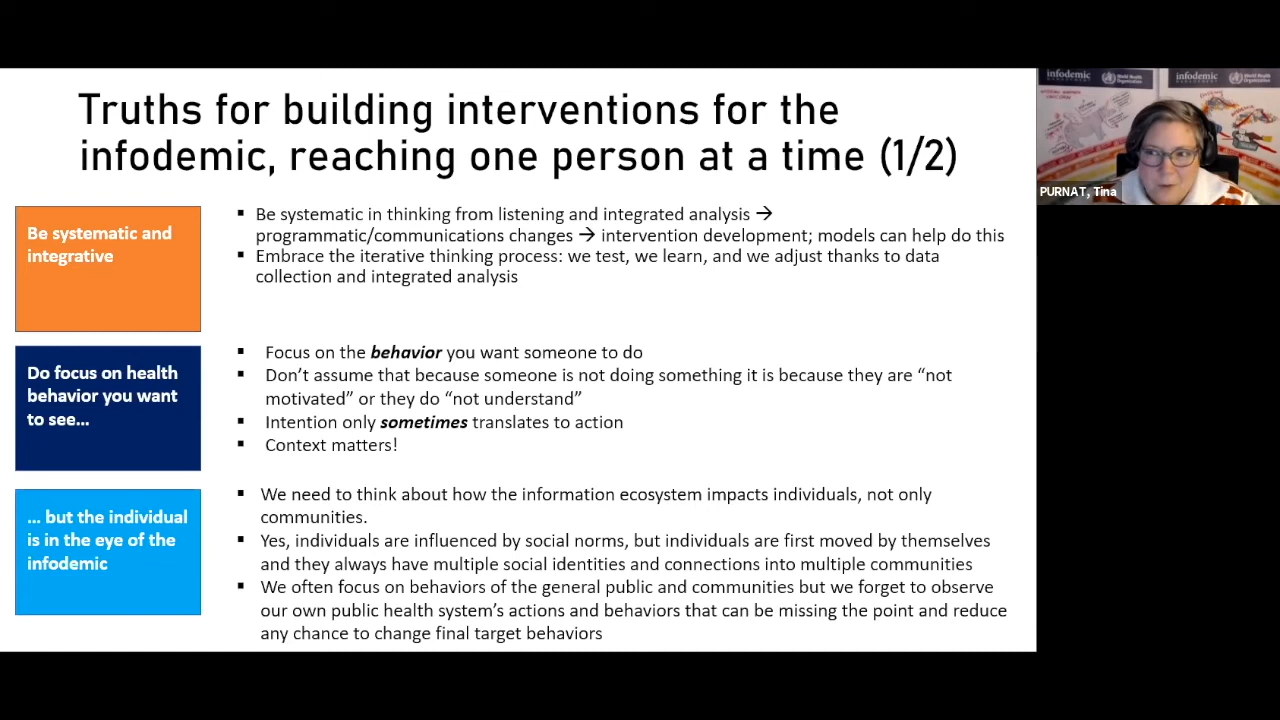 Truths for building interventions for the
infodemic, reaching one person at a time (1/2)
Be systematic and
integrative
▪ Be systematic in thinking from listening and integrated analysis →
programmatic/communications changes → intervention development; models can help do this
▪ Embrace the iterative thinking process: we test, we learn, and we adjust thanks to data
collection and integrated analysis
Do focus on health
behavior you want
to see…
▪ Focus on the behavior you want someone to do
▪ Don’t assume that because someone is not doing something it is because they are “not
motivated” or they do “not understand”
▪ Intention only sometimes translates to action
▪ Context matters!
… but the individual
is in the eye of the
infodemic
▪ We need to think about how the information ecosystem impacts individuals, not only
communities.
▪ Yes, individuals are influenced by social norms, but individuals are first moved by themselves
and they always have multiple social identities and connections into multiple communities
▪ We often focus on behaviors of the general public and communities but we forget to observe
our own public health system’s actions and behaviors that can be missing the point and reduce
any chance to change final target behaviors
infodemic
World Health
Organization
infodemic
World Health
Organization
PURNAT, Tina